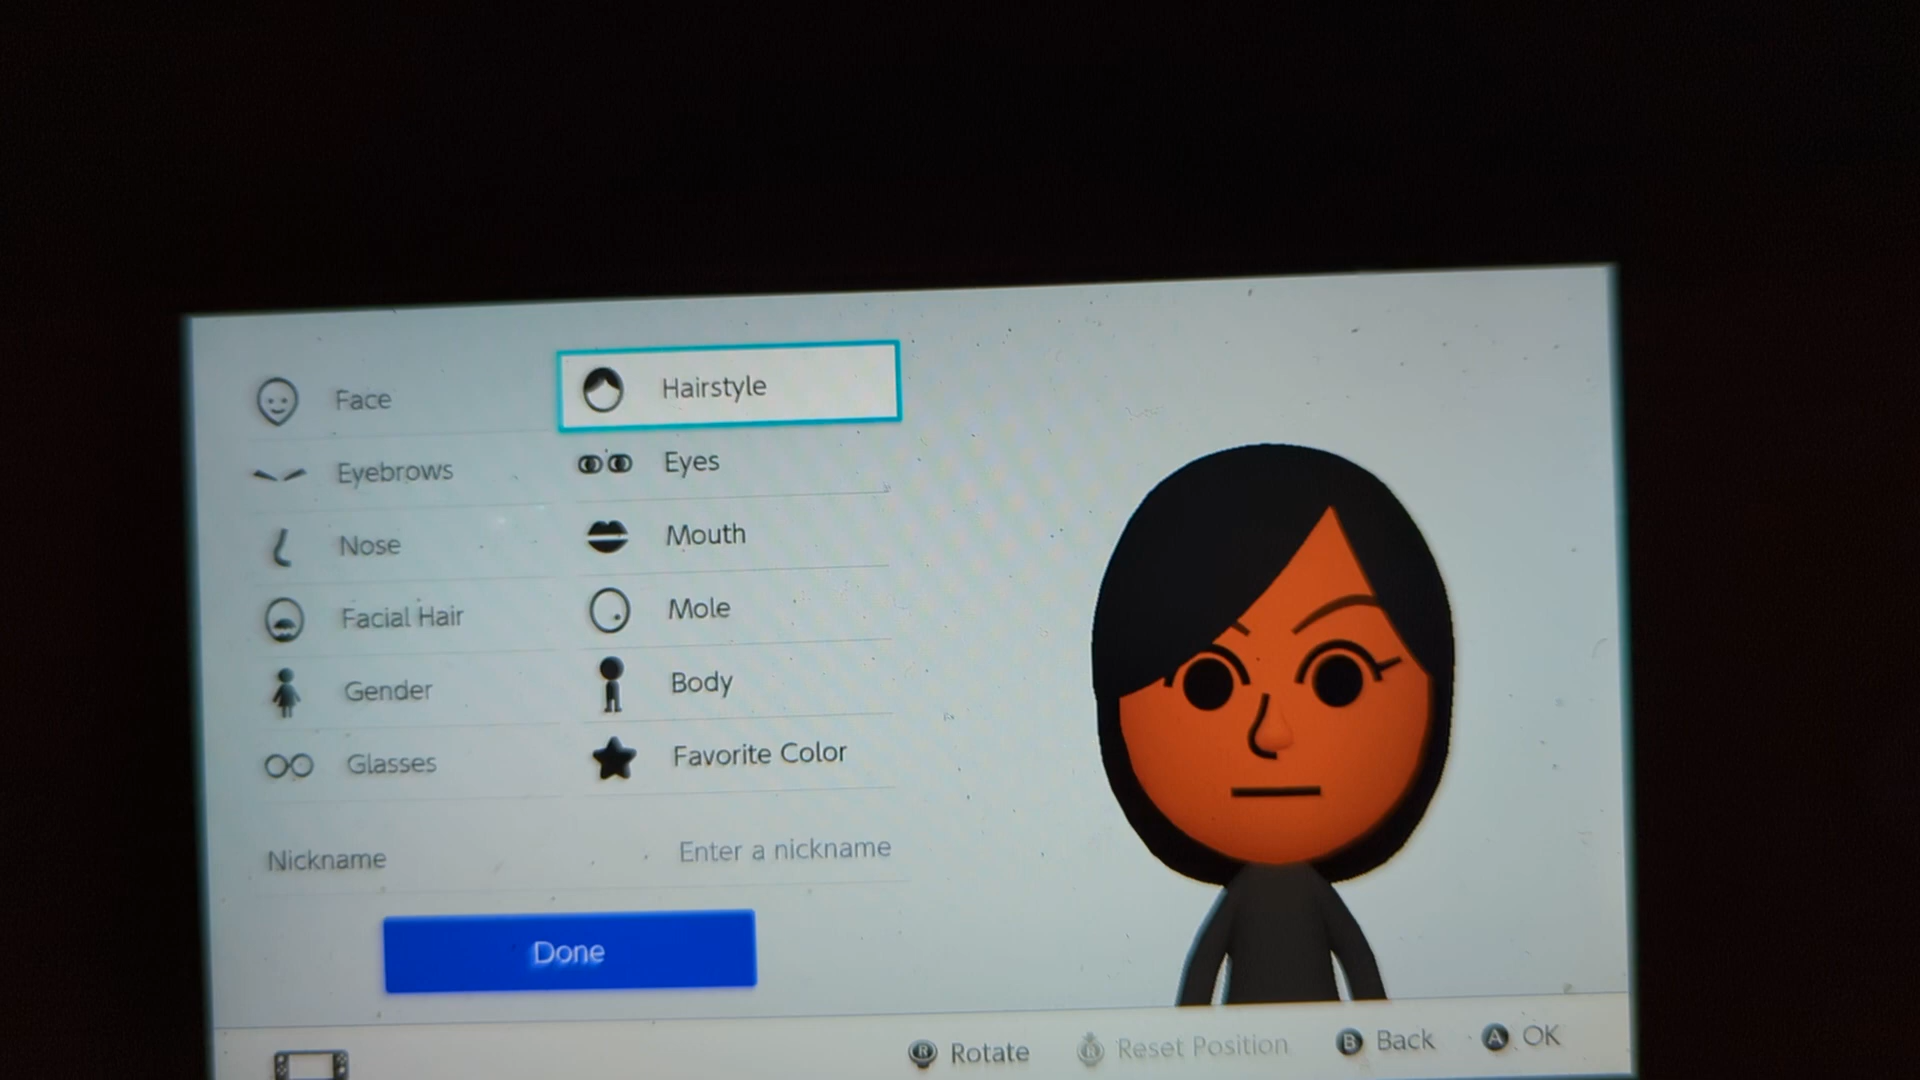 Face
Hairstyle
Eyebrows
Eyes
Nose
Mouth
Facial Hair
Mole
Gender
Body
Glasses
Favorite Color
Nickname
Enter a nickname
Done
R Rotate
R Reset Position
B Back
A OK